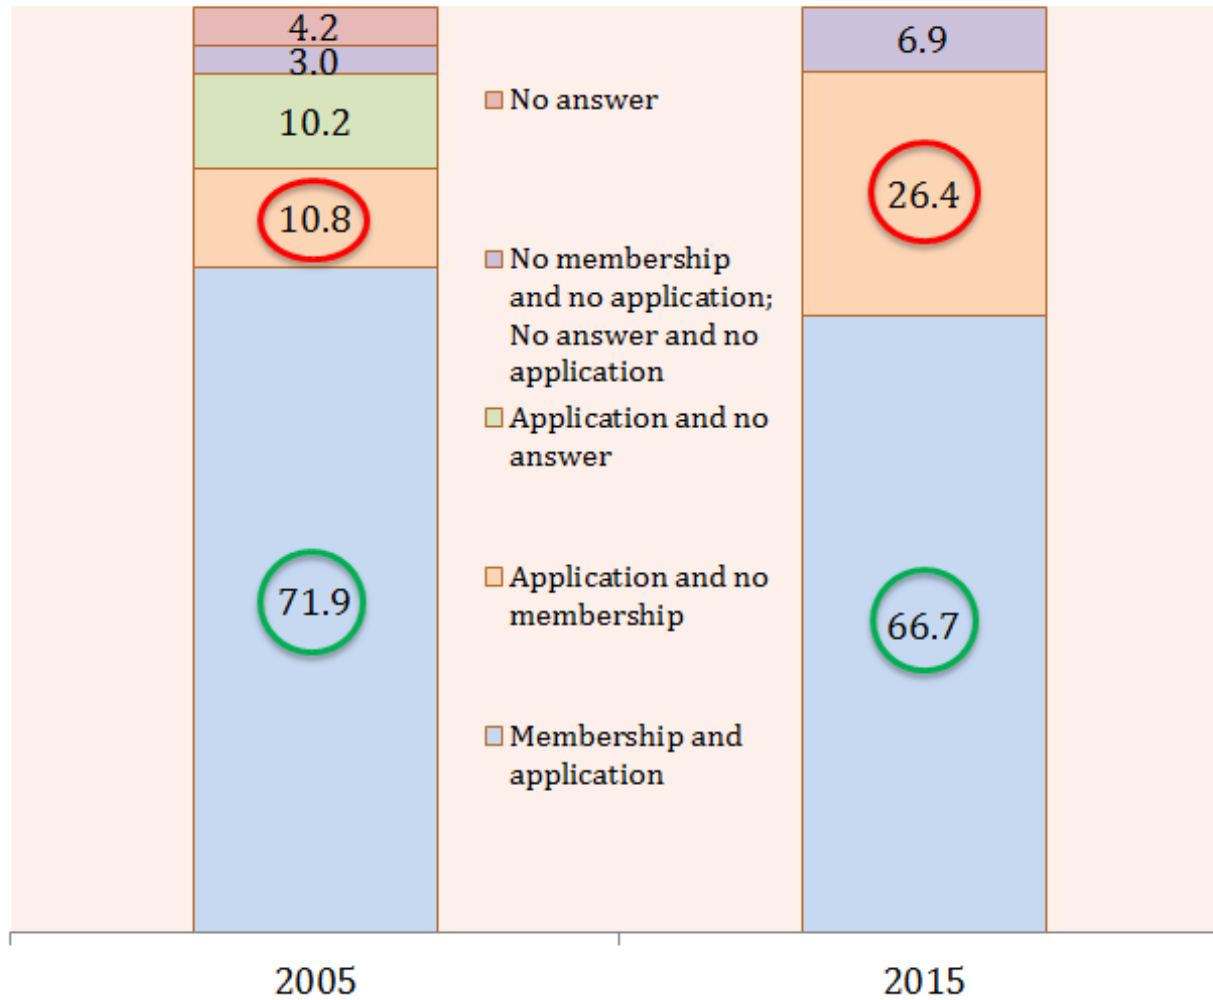 4.2
3.0
10.2
10.8
71.9
No answer
No membership
and no application;
No answer and no
application
Application and no
answer
Application and no
membership
Membership and
application
6.9
26.4
66.7
2005
2015